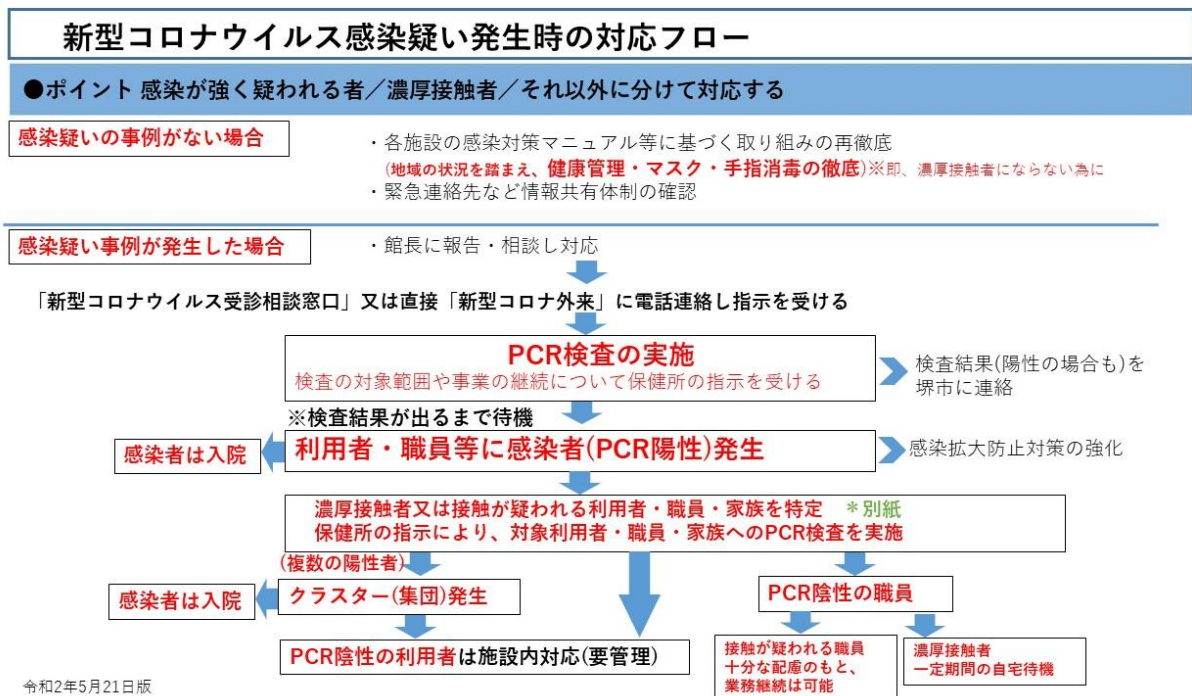 新型コロナウイルス感染疑い発生時の対応フロー
●ポイント 感染が強く疑われる者／濃厚接触者／それ以外に分けて対応する
感染疑いの事例がない場合
・各施設の感染対策マニュアル等に基づく取り組みの再徹底
(地域の状況を踏まえ、健康管理・マスク・手指消毒の徹底)※即、濃厚接触者にならない為に
・緊急連絡先など情報共有体制の確認
感染疑い事例が発生した場合
・館長に報告・相談し対応
「新型コロナウイルス受診相談窓口」又は直接「新型コロナ外来」に電話連絡し指示を受ける
PCR検査の実施
検査の対象範囲や事業の継続について保健所の指示を受ける
検査結果(陽性の場合も)を
堺市に連絡
※検査結果が出るまで待機
感染者は入院
利用者・職員等に感染者(PCR陽性)発生
感染拡大防止対策の強化
濃厚接触者又は接触が疑われる利用者・職員・家族を特定 ＊別紙
保健所の指示により、対象利用者・職員・家族へのPCR検査を実施
(複数の陽性者)
感染者は入院
クラスター(集団)発生
PCR陰性の職員
PCR陰性の利用者は施設内対応(要管理)
接触が疑われる職員
十分な配慮のもと、
業務継続は可能
濃厚接触者
一定期間の自宅待機
令和2年5月21日版